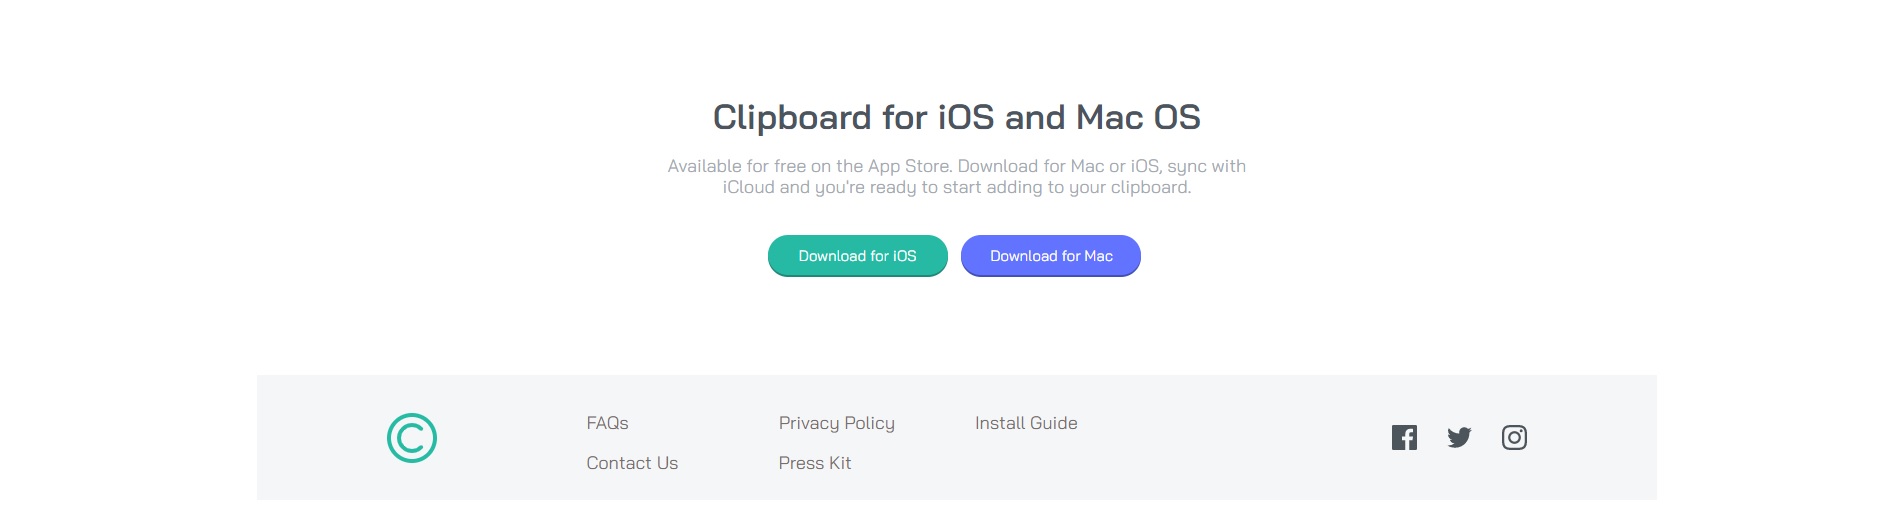 Clipboard for iOS and Mac OS
Available for free on the App Store. Download for Mac or iOS, sync with
iCloud and you're ready to start adding to your clipboard.
Download for iOS
Download for Mac
FAQs
Privacy Policy
Install Guide
Contact Us
Press Kit